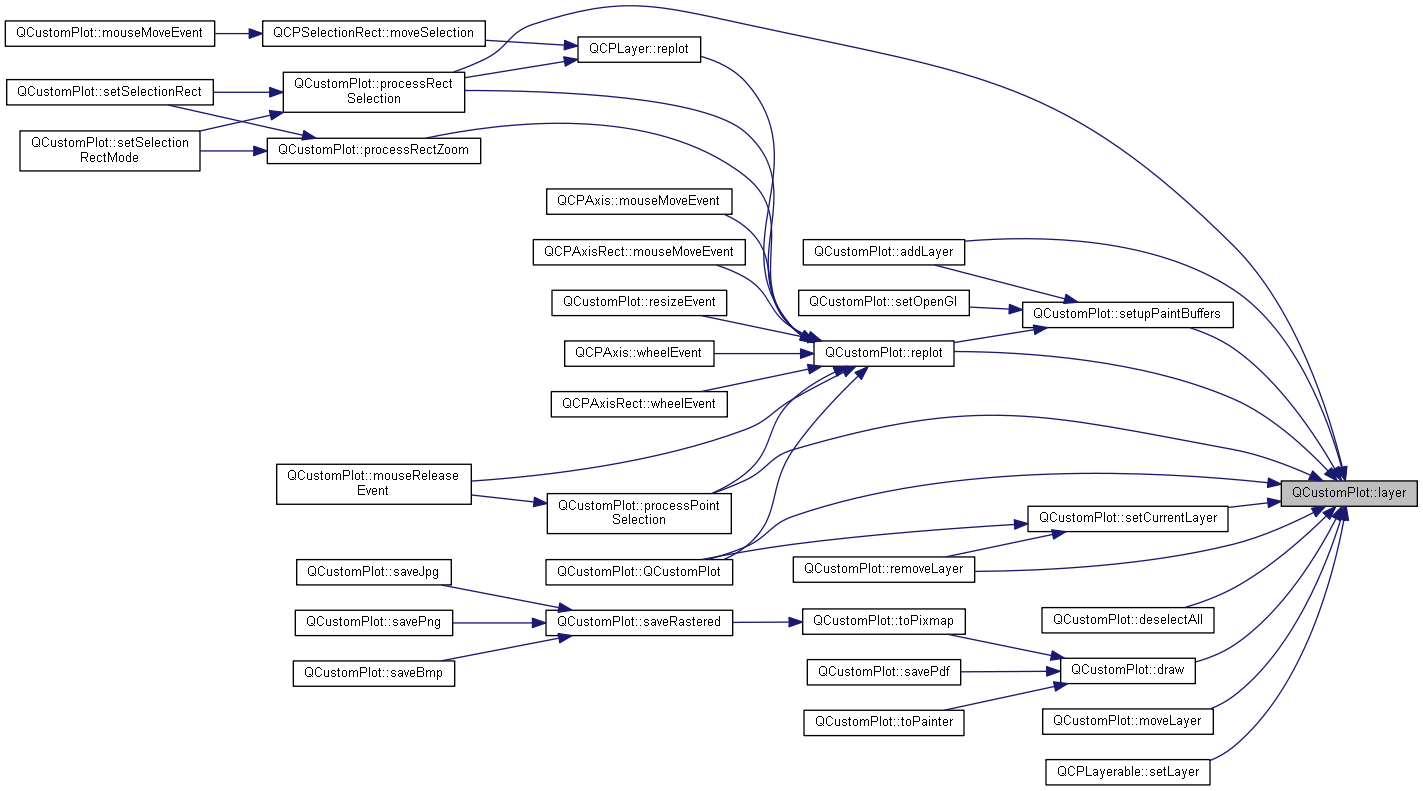 QCustomPlot::mouseMoveEvent
QCPSelectionRect::moveSelection
QCPLayer::replot
QCustomPlot::setSelectionRect
QCustomPlot::processRect
Selection
QCustomPlot::setSelection
RectMode
QCustomPlot::processRectZoom
QCPAxis::mouseMoveEvent
QCPAxisRect::mouseMoveEvent
QCustomPlot::addLayer
QCustomPlot::resizeEvent
QCustomPlot::setOpenGl
QCustomPlot::setupPaintBuffers
QCPAxis::wheelEvent
QCustomPlot::replot
QCPAxisRect::wheelEvent
QCustomPlot::mouseRelease
Event
QCustomPlot::processPoint
Selection
QCustomPlot::layer
QCustomPlot::setCurrentLayer
QCustomPlot::saveJpg
QCustomPlot::QCustomPlot
QCustomPlot::removeLayer
QCustomPlot::savePng
QCustomPlot::saveRastered
QCustomPlot::toPixmap
QCustomPlot::deselectAll
QCustomPlot::saveBmp
QCustomPlot::savePdf
QCustomPlot::draw
QCustomPlot::toPainter
QCustomPlot::moveLayer
QCPLayerable::setLayer